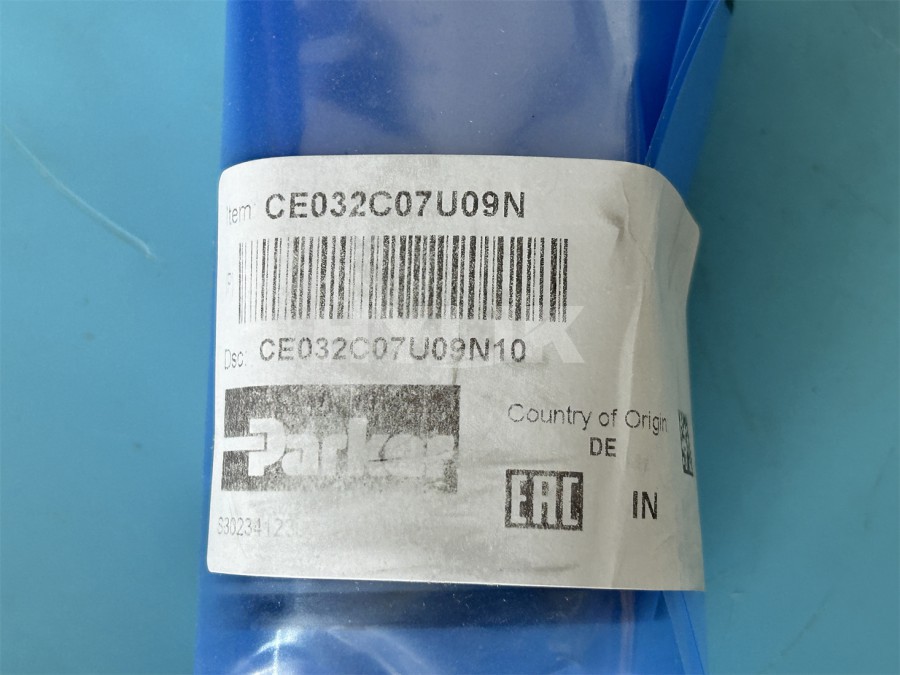 Item: CE032C07U09N
Dsc: CE032C07U09N10
Parker
Country of Origin
DE
EAC
IN